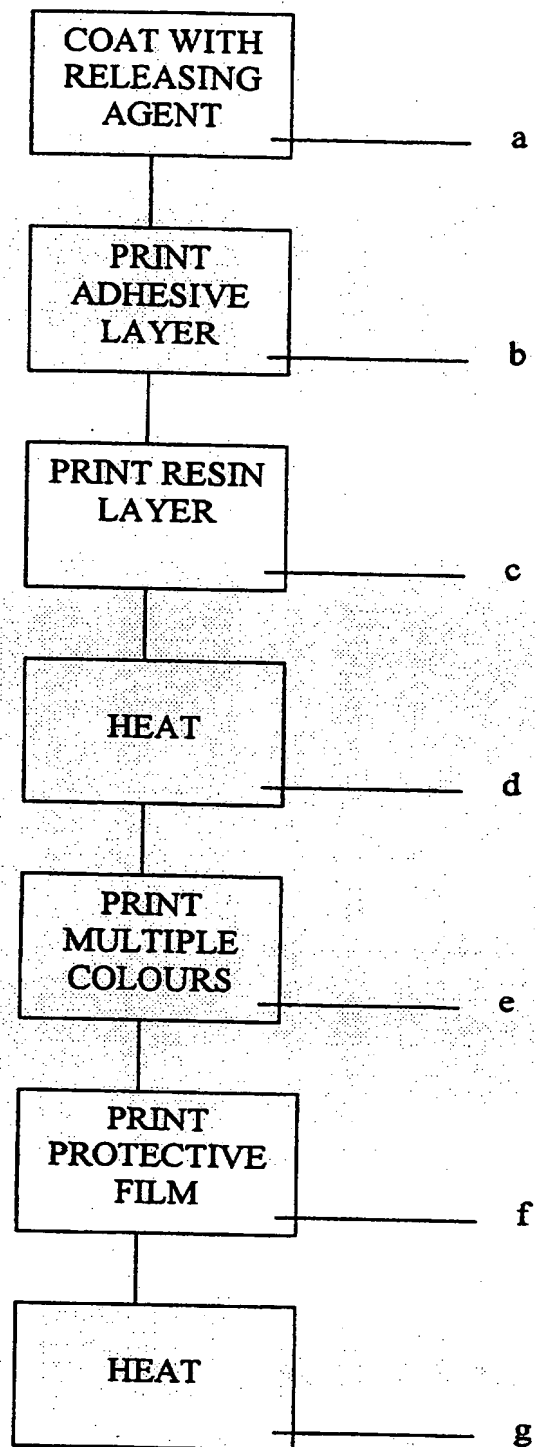 COAT WITH
RELEASING
AGENT
a
PRINT
ADHESIVE
LAYER
b
PRINT RESIN
LAYER
c
HEAT
d
PRINT
MULTIPLE
COLOURS
e
PRINT
PROTECTIVE
FILM
f
HEAT
g